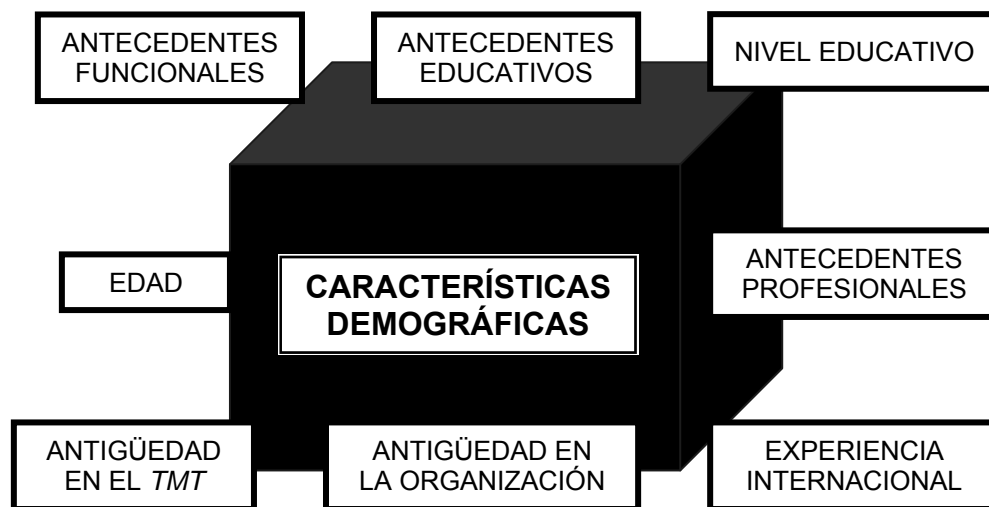 ANTECEDENTES
FUNCIONALES
ANTECEDENTES
EDUCATIVOS
NIVEL EDUCATIVO
EDAD
CARACTERÍSTICAS
DEMOGRÁFICAS
ANTECEDENTES
PROFESIONALES
ANTIGÜEDAD
EN EL TMT
ANTIGÜEDAD EN
LA ORGANIZACIÓN
EXPERIENCIA
INTERNACIONAL